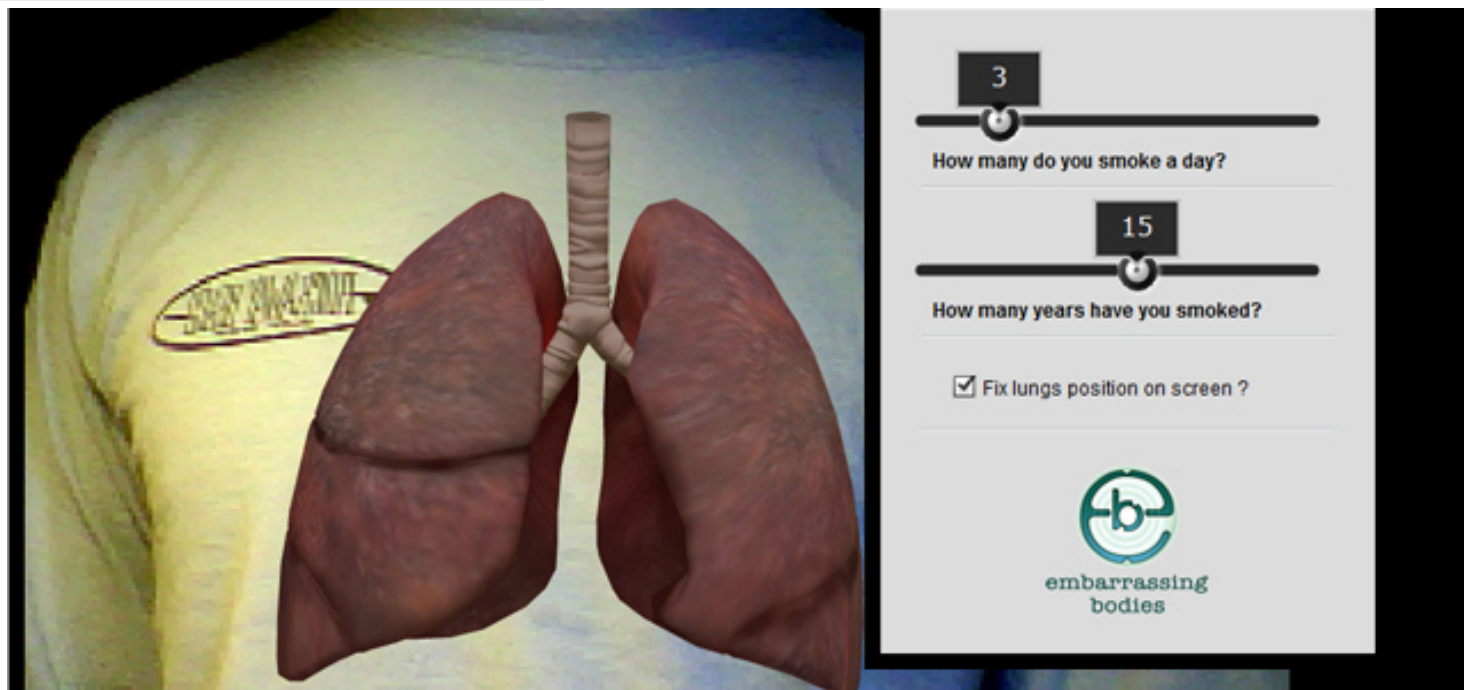 3
How many do you smoke a day?
15
How many years have you smoked?
Fix lungs position on screen ?
eb
embarrassing
bodies